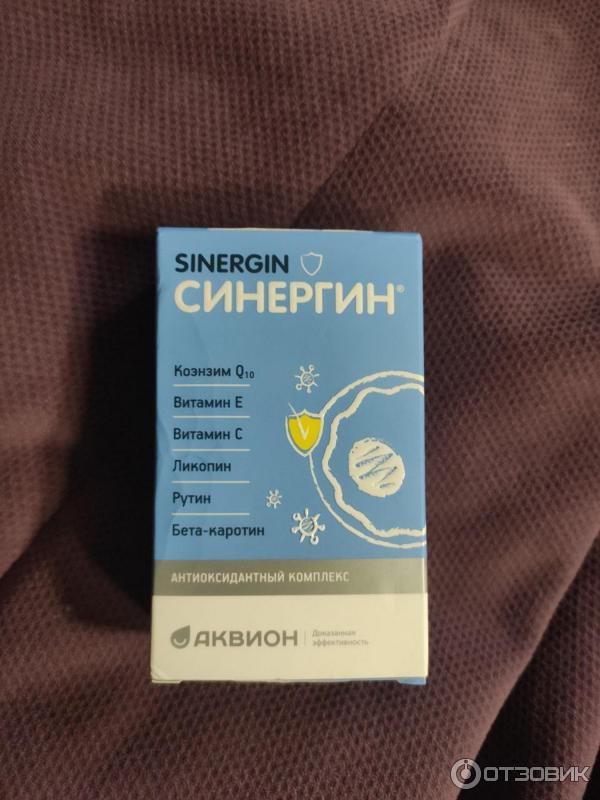 SINERGIN
СИНЕРГИН®
Коэнзим Q10
Витамин Е
Витамин С
Ликопин
Рутин
Бета-каротин
V
АНТИОКСИДАНТНЫЙ КОМПЛЕКС
АКВИОН
Доказанная
эффективность
ОТЗОВИК